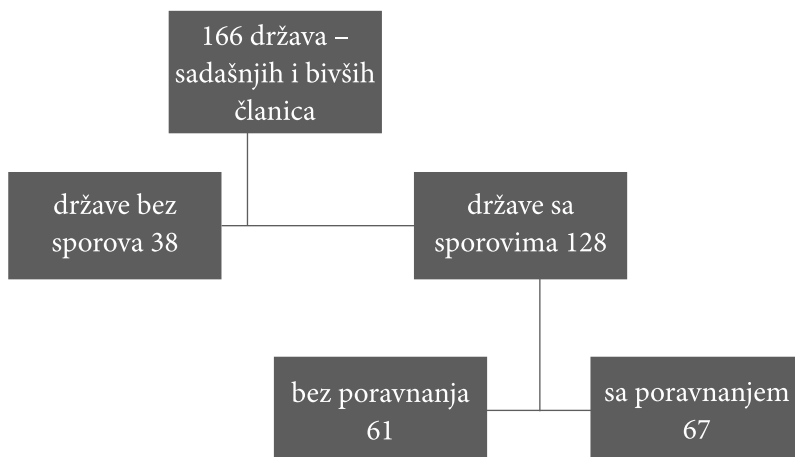 166 država –
sadašnjih i bivših
članica
države bez
sporova 38
države sa
sporovima 128
bez poravnanja
61
sa poravnanjem
67